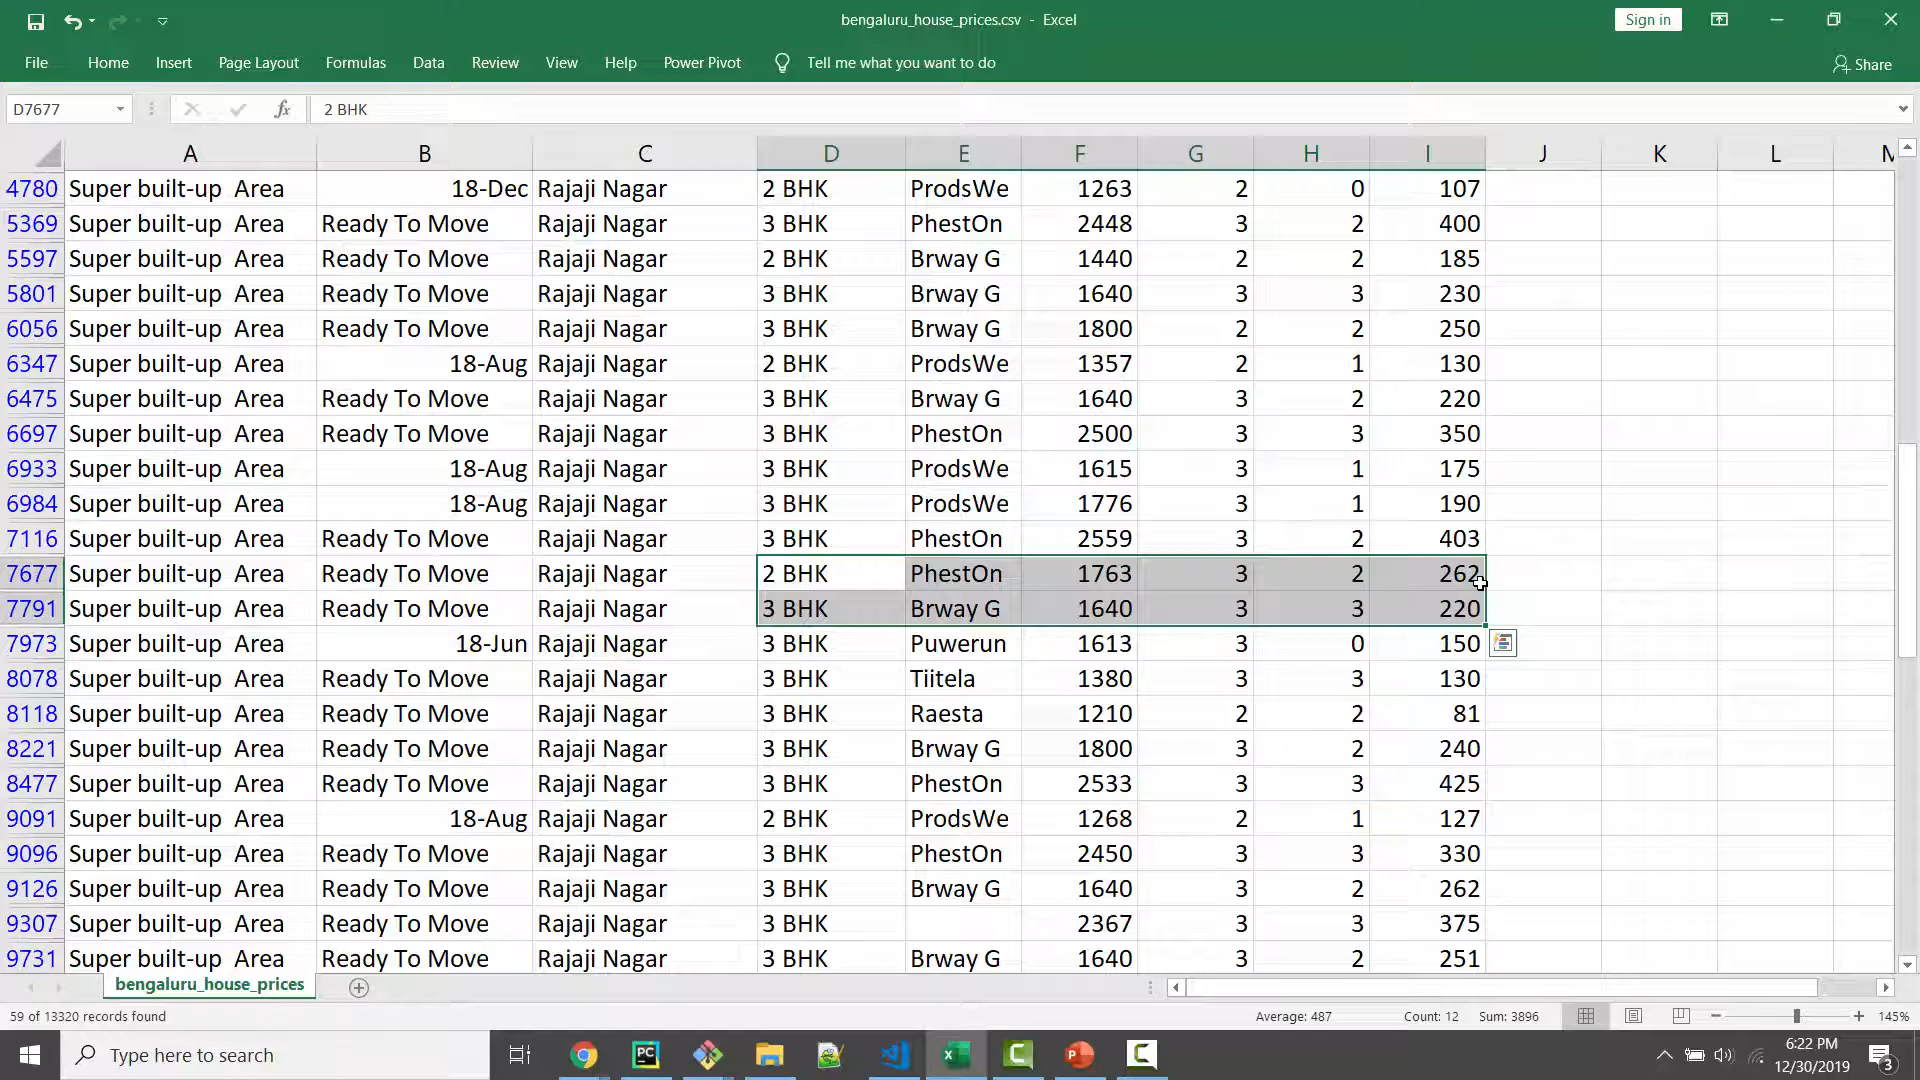 bengaluru_house_prices.csv - Excel
Sign in
File Home Insert Page Layout Formulas Data Review View Help Power Pivot Tell me what you want to do Share
D7677 fx 2 BHK
A B C D E F G H I J K L M
4780 Super built-up Area 18-Dec Rajaji Nagar 2 BHK ProdsWe 1263 2 0 107
5369 Super built-up Area Ready To Move Rajaji Nagar 3 BHK PhestOn 2448 3 2 400
5597 Super built-up Area Ready To Move Rajaji Nagar 2 BHK Brway G 1440 2 2 185
5801 Super built-up Area Ready To Move Rajaji Nagar 3 BHK Brway G 1640 3 3 230
6056 Super built-up Area Ready To Move Rajaji Nagar 3 BHK Brway G 1800 2 2 250
6347 Super built-up Area 18-Aug Rajaji Nagar 2 BHK ProdsWe 1357 2 1 130
6475 Super built-up Area Ready To Move Rajaji Nagar 3 BHK Brway G 1640 3 2 220
6697 Super built-up Area Ready To Move Rajaji Nagar 3 BHK PhestOn 2500 3 3 350
6933 Super built-up Area 18-Aug Rajaji Nagar 3 BHK ProdsWe 1615 3 1 175
6984 Super built-up Area 18-Aug Rajaji Nagar 3 BHK ProdsWe 1776 3 1 190
7116 Super built-up Area Ready To Move Rajaji Nagar 3 BHK PhestOn 2559 3 2 403
7677 Super built-up Area Ready To Move Rajaji Nagar 2 BHK PhestOn 1763 3 2 262
7791 Super built-up Area Ready To Move Rajaji Nagar 3 BHK Brway G 1640 3 3 220
7973 Super built-up Area 18-Jun Rajaji Nagar 3 BHK Puwerun 1613 3 0 150
8078 Super built-up Area Ready To Move Rajaji Nagar 3 BHK Tiitela 1380 3 3 130
8118 Super built-up Area Ready To Move Rajaji Nagar 3 BHK Raesta 1210 2 2 81
8221 Super built-up Area Ready To Move Rajaji Nagar 3 BHK Brway G 1800 3 2 240
8477 Super built-up Area Ready To Move Rajaji Nagar 3 BHK PhestOn 2533 3 3 425
9091 Super built-up Area 18-Aug Rajaji Nagar 2 BHK ProdsWe 1268 2 1 127
9096 Super built-up Area Ready To Move Rajaji Nagar 3 BHK PhestOn 2450 3 3 330
9126 Super built-up Area Ready To Move Rajaji Nagar 3 BHK Brway G 1640 3 2 262
9307 Super built-up Area Ready To Move Rajaji Nagar 3 BHK 2367 3 3 375
9731 Super built-up Area Ready To Move Rajaji Nagar 3 BHK Brway G 1640 3 2 251
bengaluru_house_prices
59 of 13320 records found Average: 487 Count: 12 Sum: 3896 145%
Type here to search PC
6:22 PM
12/30/2019
3